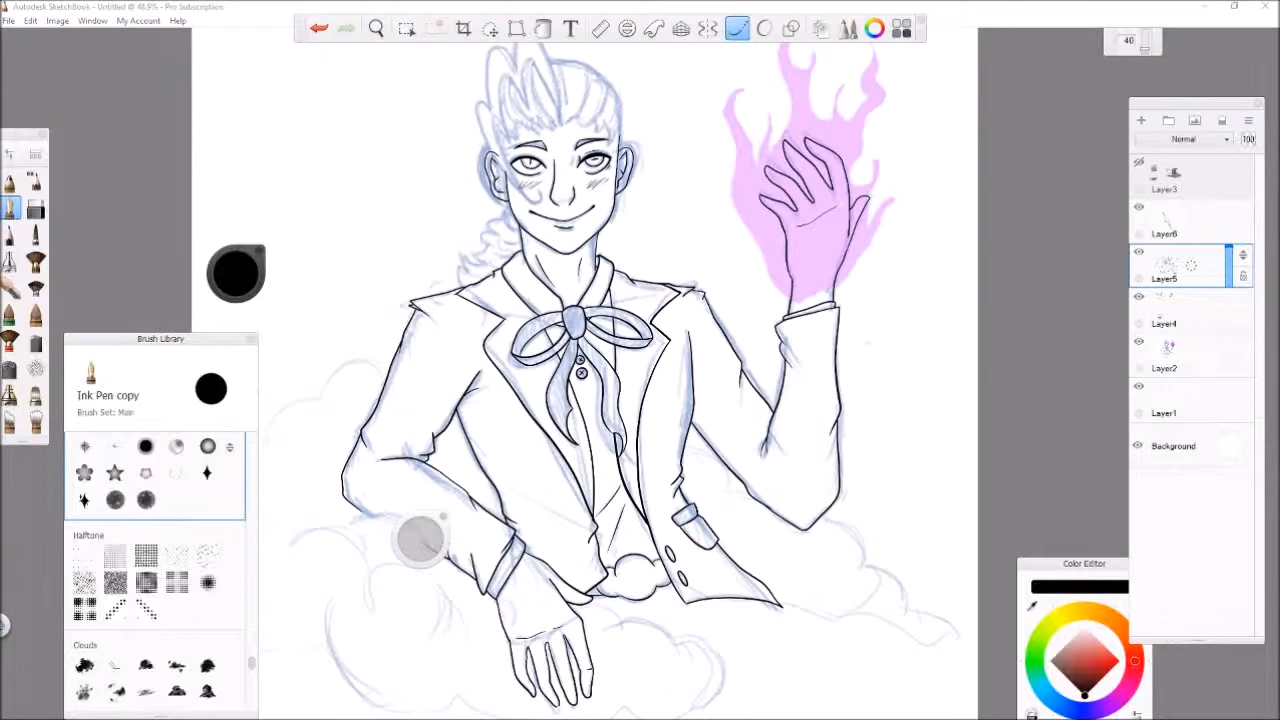 Autodesk SketchBook - Untitled @ 48.9% - Pro Subscription
File Edit Image Window My Account Help
40
Normal 100
Layer3
Layer6
Layer5
Layer4
Layer2
Layer1
Background
Brush Library
Ink Pen copy
Brush Set: Main
Halftone
Clouds
Color Editor